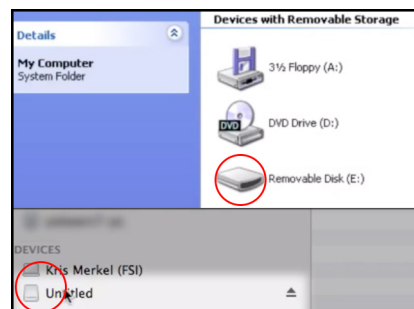 Devices with Removable Storage
Details
My Computer
System Folder
3½ Floppy (A:)
DVD
DVD Drive (D:)
Removable Disk (E:)
DEVICES
Kris Merkel (FSI)
Untitled